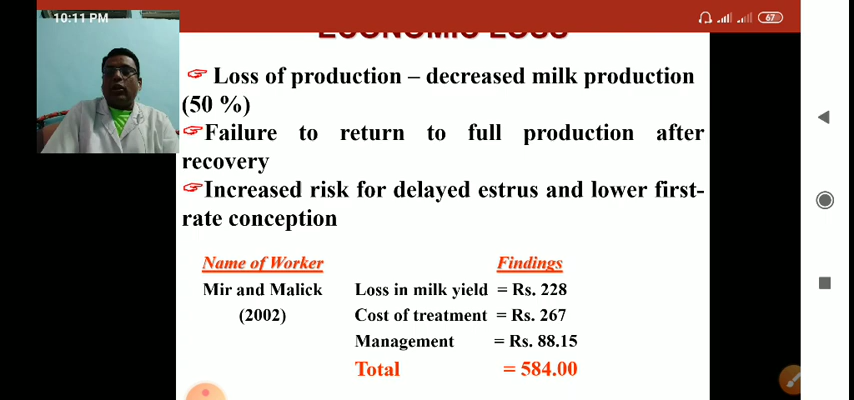 10:11 PM
67
ECONOMIC LOSS
Loss of production – decreased milk production
(50 %)
Failure to return to full production after
recovery
Increased risk for delayed estrus and lower first-
rate conception
Name of Worker Findings
Mir and Malick Loss in milk yield = Rs. 228
(2002) Cost of treatment = Rs. 267
Management = Rs. 88.15
Total = 584.00